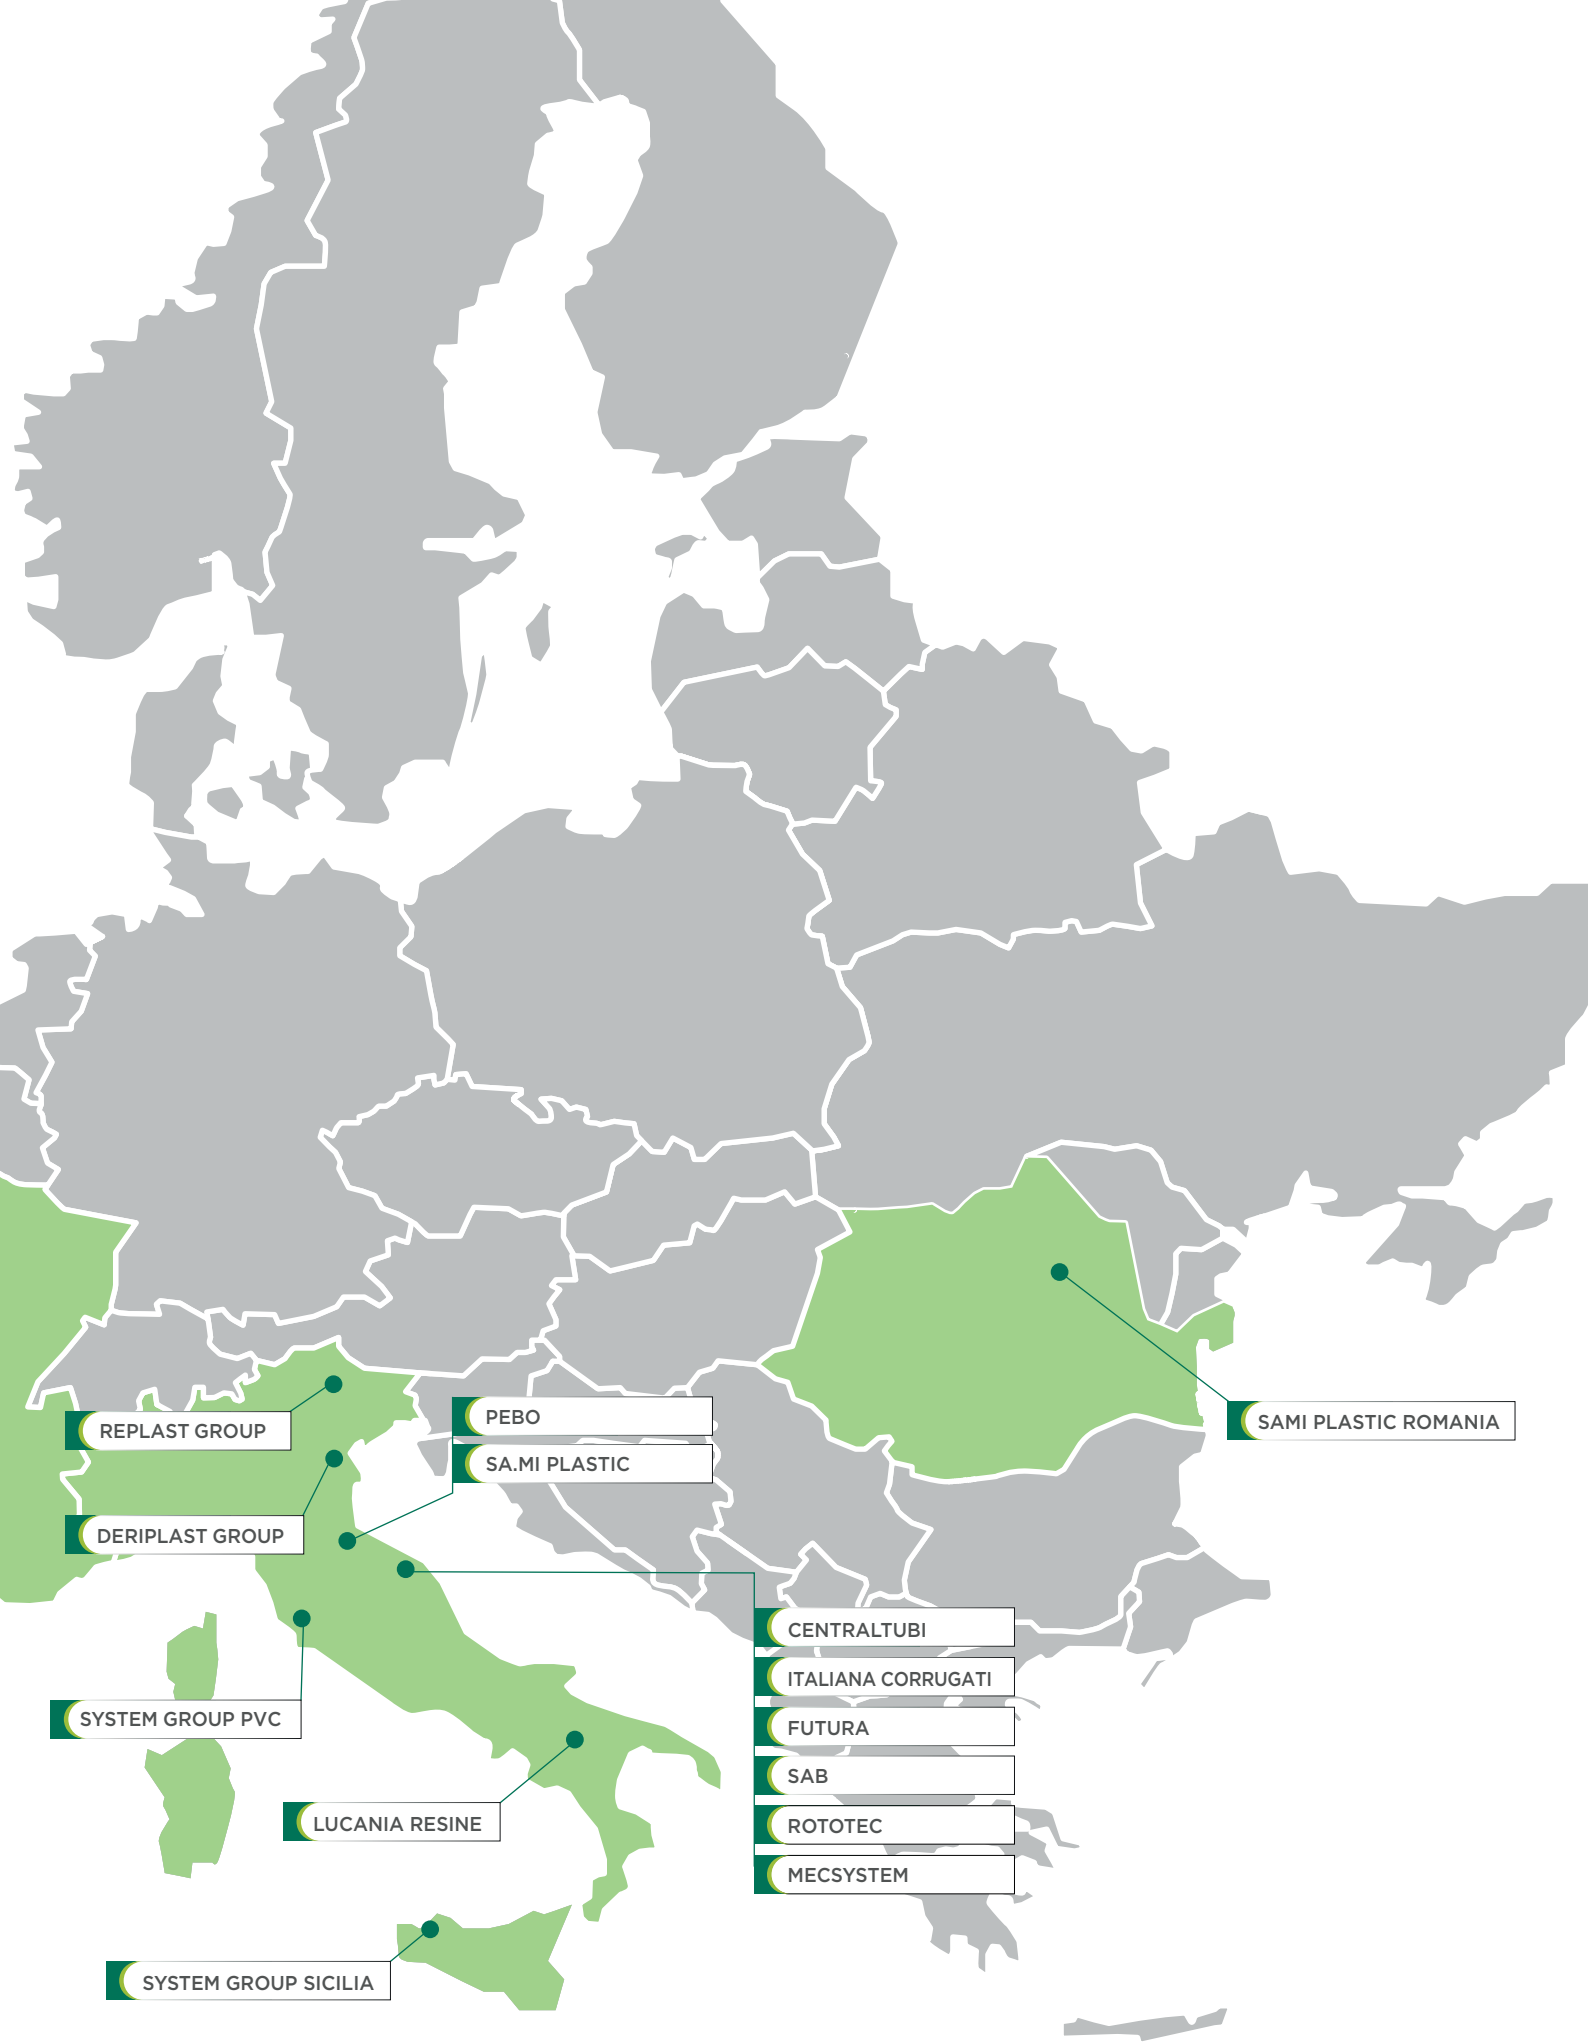 PEBO
SAMI PLASTIC ROMANIA
REPLAST GROUP
SA.MI PLASTIC
DERIPLAST GROUP
CENTRALTUBI
ITALIANA CORRUGATI
SYSTEM GROUP PVC
FUTURA
SAB
LUCANIA RESINE
ROTOTEC
MECSYSTEM
SYSTEM GROUP SICILIA